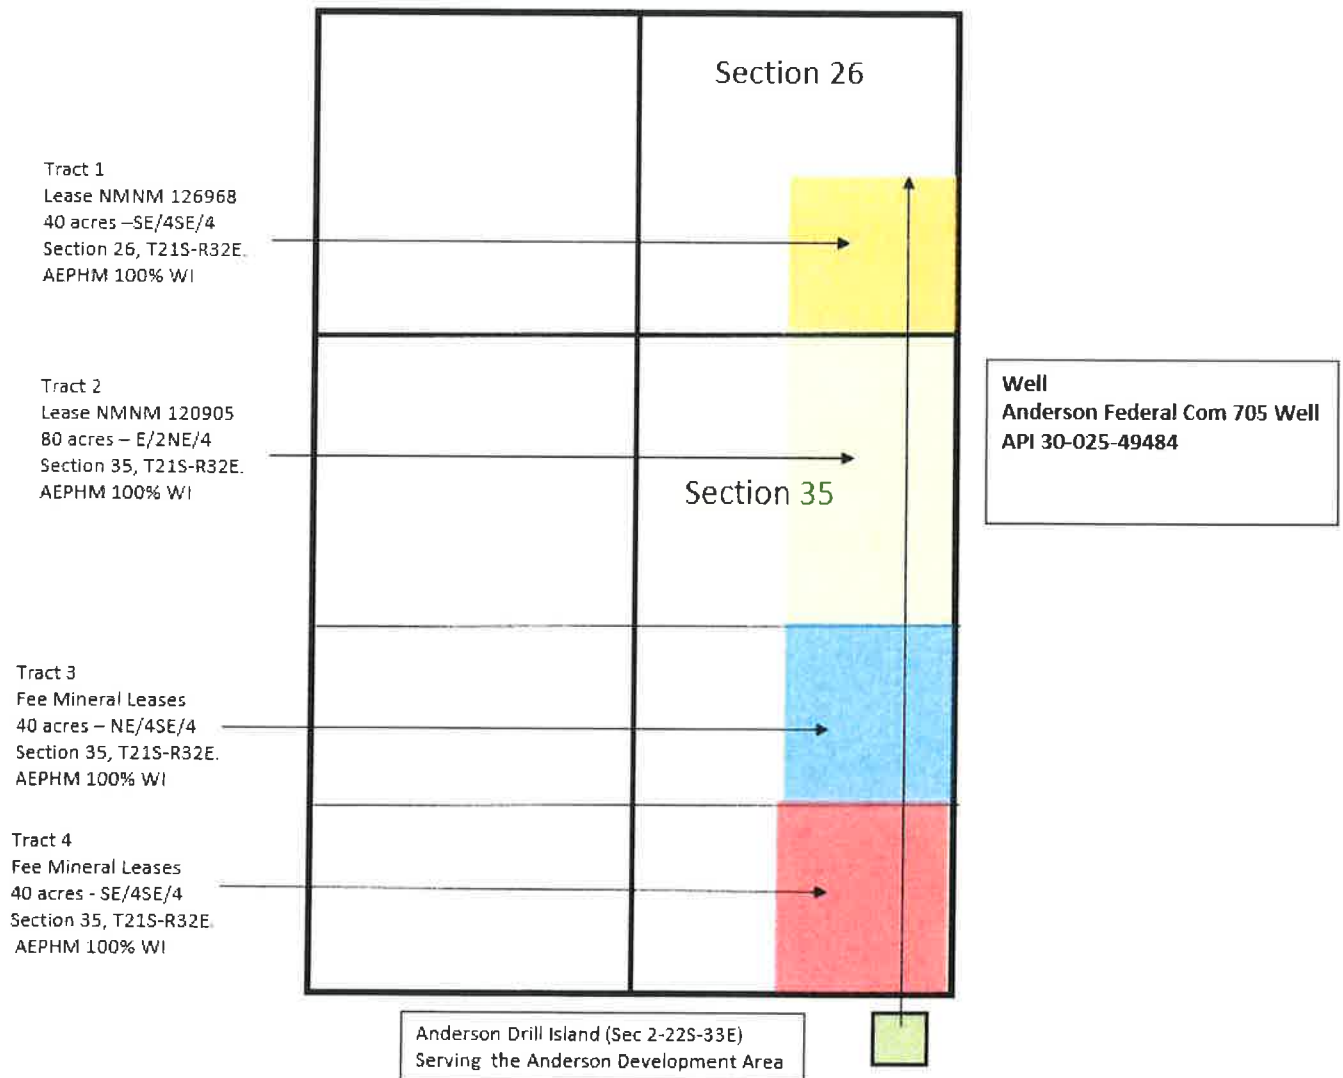 Section 26
Tract 1
Lease NMNM 126968
40 acres –SE/4SE/4
Section 26, T21S-R32E.
AEPHM 100% WI
Tract 2
Lease NMNM 120905
80 acres – E/2NE/4
Section 35, T21S-R32E.
AEPHM 100% WI
Section 35
Well
Anderson Federal Com 705 Well
API 30-025-49484
Tract 3
Fee Mineral Leases
40 acres – NE/4SE/4
Section 35, T21S-R32E.
AEPHM 100% WI
Tract 4
Fee Mineral Leases
40 acres - SE/4SE/4
Section 35, T21S-R32E.
AEPHM 100% WI
Anderson Drill Island (Sec 2-22S-33E)
Serving the Anderson Development Area